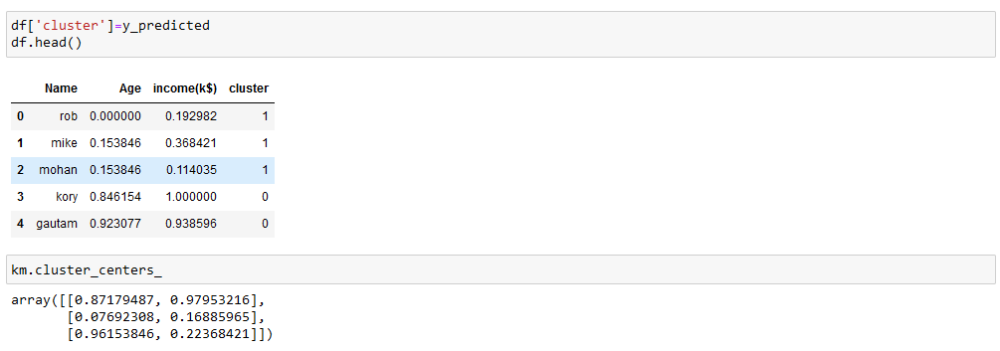 df['cluster']=y_predicted
df.head()
Name Age income(k$) cluster
0 rob 0.000000 0.192982 1
1 mike 0.153846 0.368421 1
2 mohan 0.153846 0.114035 1
3 kory 0.846154 1.000000 0
4 gautam 0.923077 0.938596 0
km.cluster_centers_
array([[0.87179487, 0.97953216],
[0.07692308, 0.16885965],
[0.96153846, 0.22368421]])